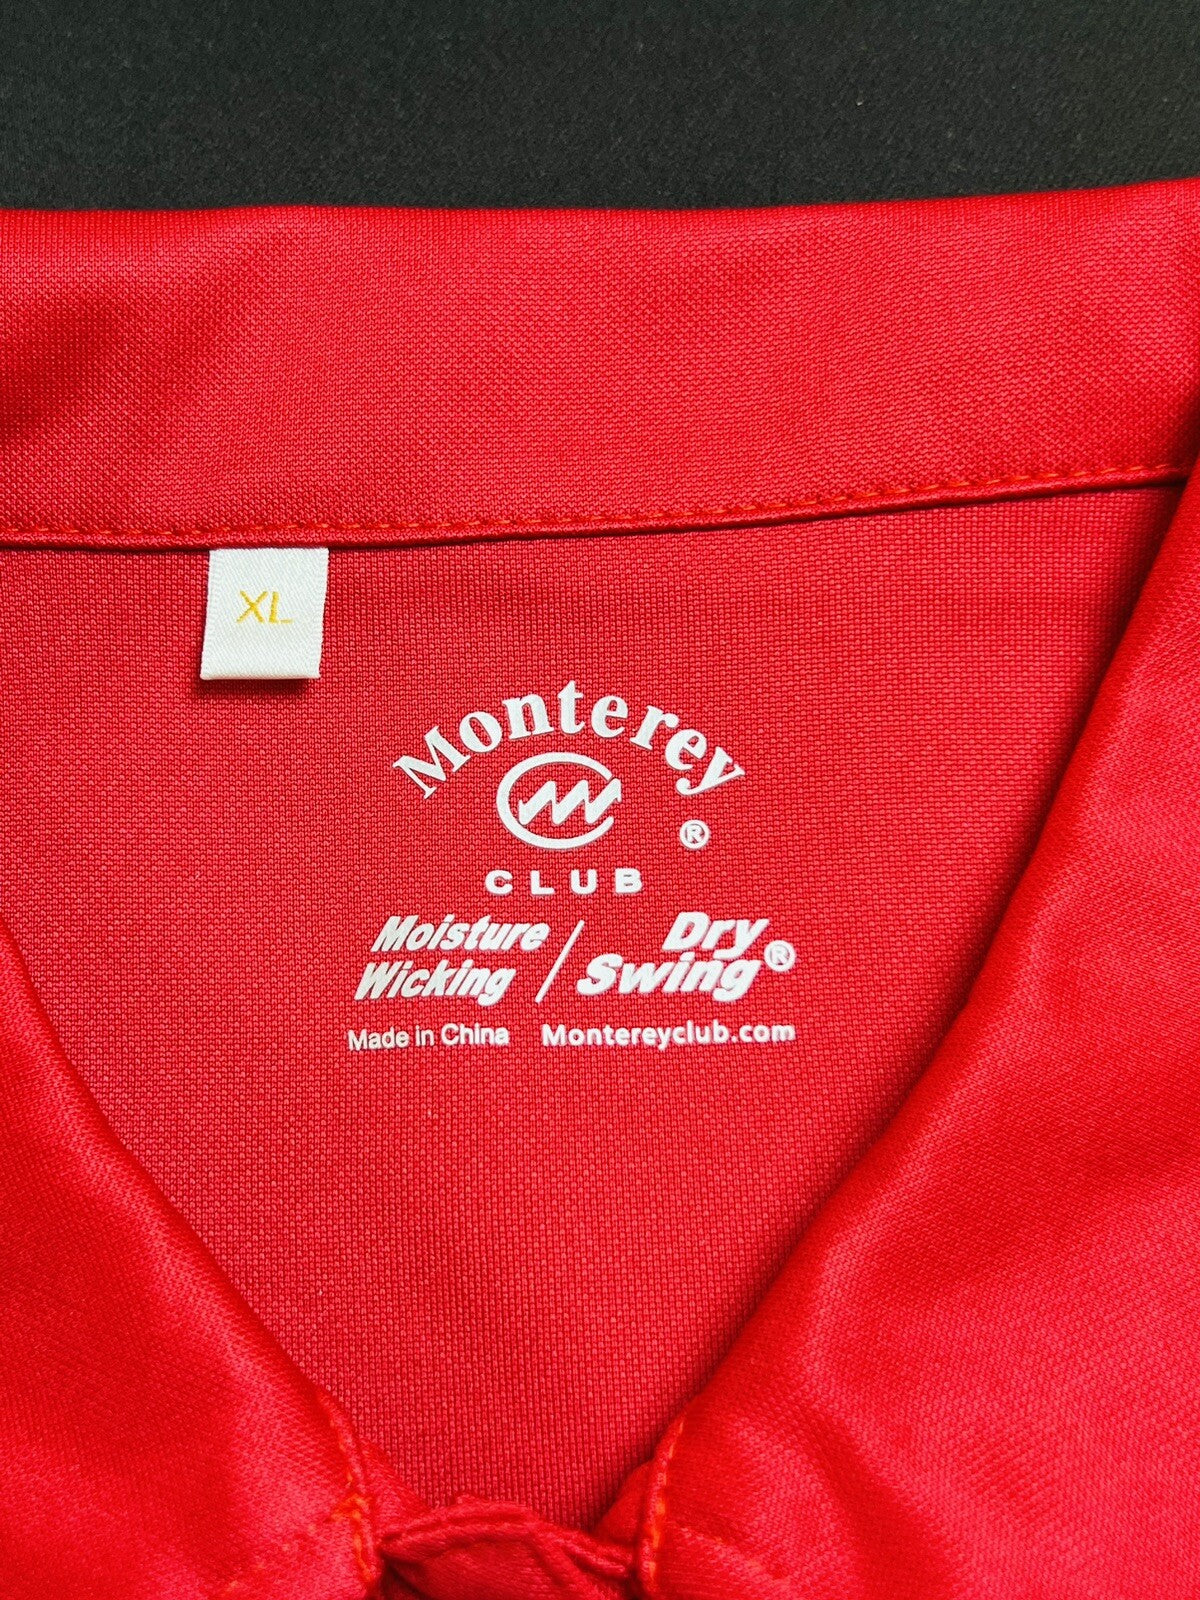 XL
Monterey
®
CLUB
Moisture Wicking / Dry Swing®
Made in China Montereyclub.com